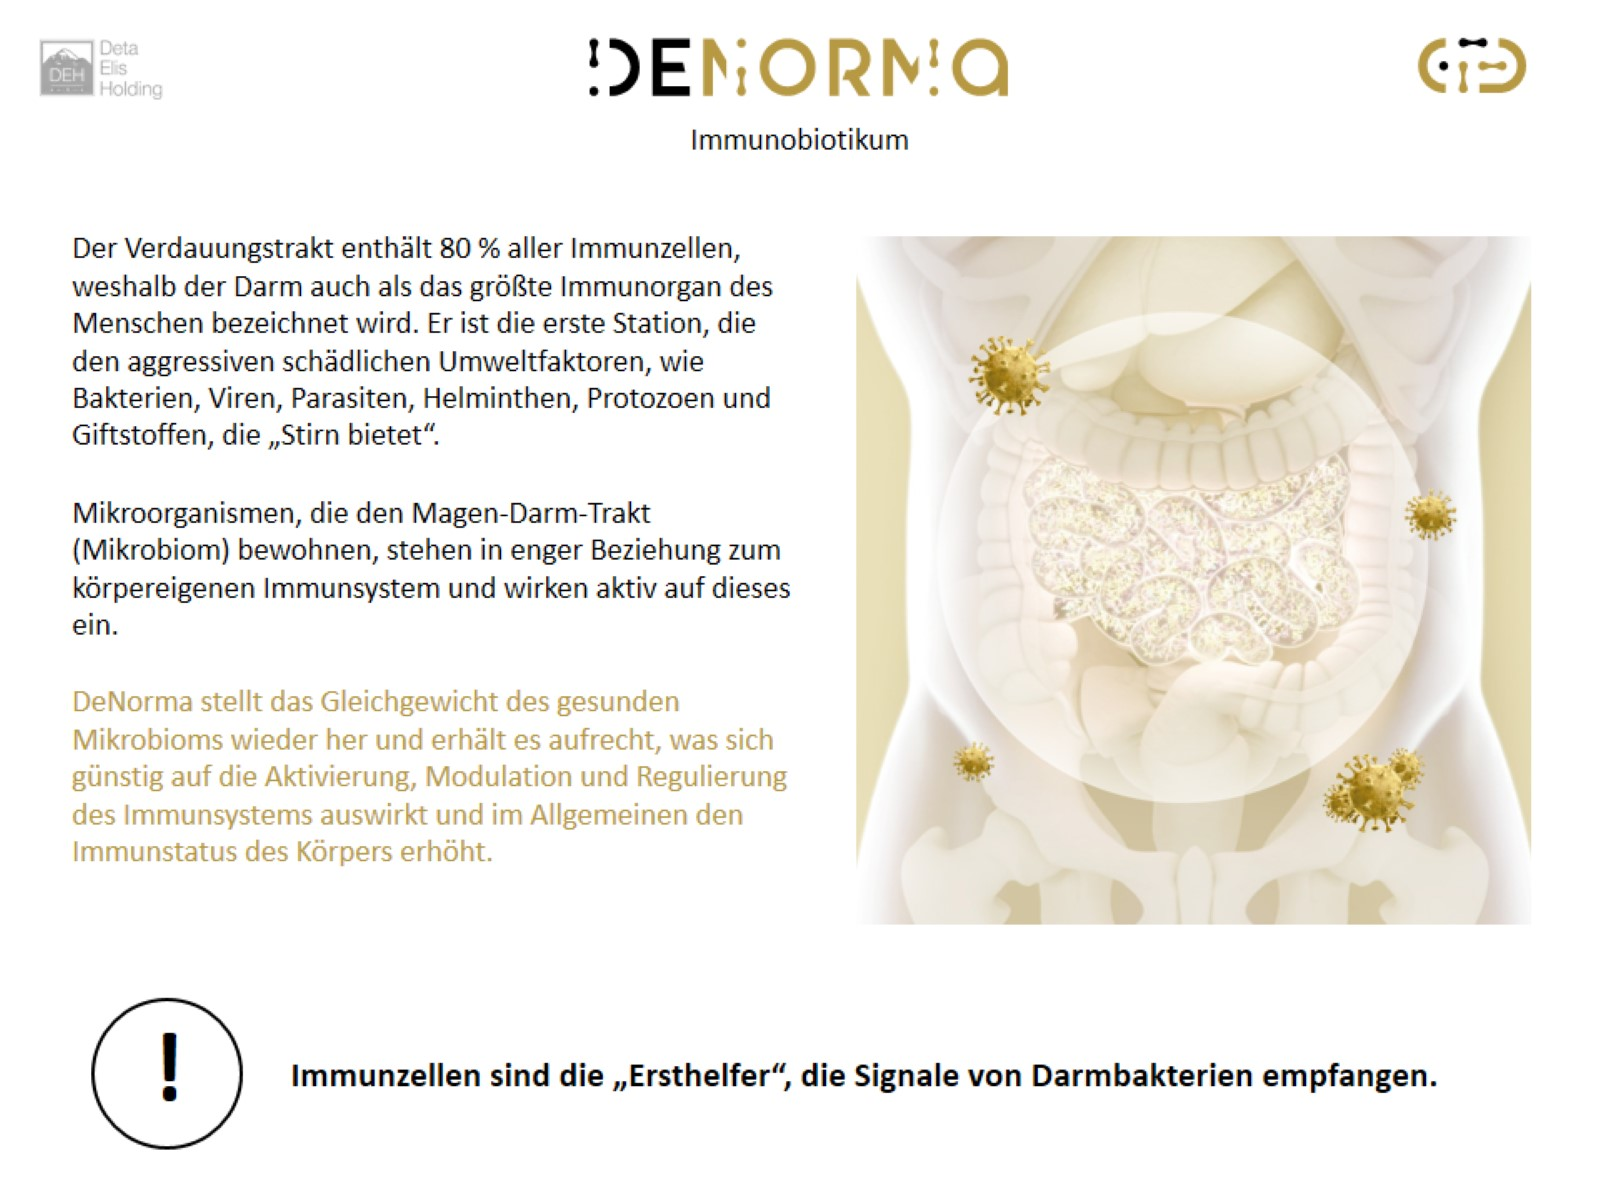 Deta
Elis
Holding
DEH
DENORMA
Immunobiotikum
Der Verdauungstrakt enthält 80 % aller Immunzellen,
weshalb der Darm auch als das größte Immunorgan des
Menschen bezeichnet wird. Er ist die erste Station, die
den aggressiven schädlichen Umweltfaktoren, wie
Bakterien, Viren, Parasiten, Helminthen, Protozoen und
Giftstoffen, die „Stirn bietet“.
Mikroorganismen, die den Magen-Darm-Trakt
(Mikrobiom) bewohnen, stehen in enger Beziehung zum
körpereigenen Immunsystem und wirken aktiv auf dieses
ein.
DeNorma stellt das Gleichgewicht des gesunden
Mikrobioms wieder her und erhält es aufrecht, was sich
günstig auf die Aktivierung, Modulation und Regulierung
des Immunsystems auswirkt und im Allgemeinen den
Immunstatus des Körpers erhöht.
!
Immunzellen sind die „Ersthelfer“, die Signale von Darmbakterien empfangen.